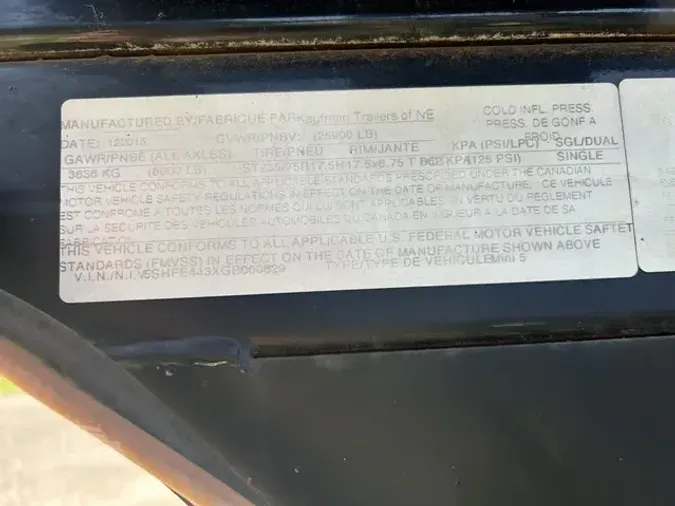 MANUFACTURED BY/FABRIQUE PAR Kaufman Trailers of NE
COLD INFL. PRESS.
PRESS. DE GONF A
FROID
DATE: 12/2015 GVWR/PNBV: (25900 LB)
GAWR/PNBE (ALL AXLES) TIRE/PNEU RIM/JANTE KPA (PSI/LPC) SGL/DUAL
3636 KG (8000 LB) 17.5x6.75 KPA(125 PSI) SINGLE
THIS VEHICLE CONFORMS TO ALL APPLICABLE STANDARDS PRESCRIBED UNDER THE CANADIAN
MOTOR VEHICLE SAFETY REGULATIONS IN EFFECT ON THE DATE OF MANUFACTURE. CE VEHICULE
EST CONFORME A TOUTES LES NORMES QUI LUI SONT APPLICABLES EN VERTU DU REGLEMENT
SUR LA SECURITE DES VEHICULES AUTOMOBILES DU CANADA EN VIGUEUR A LA DATE DE SA
THIS VEHICLE CONFORMS TO ALL APPLICABLE U.S. FEDERAL MOTOR VEHICLE SAFTET
STANDARDS (FMVSS) IN EFFECT ON THE DATE OF MANUFACTURE SHOWN ABOVE
V.I.N./N.I.V. TYPE/TYPE DE VEHICULE Mini 5